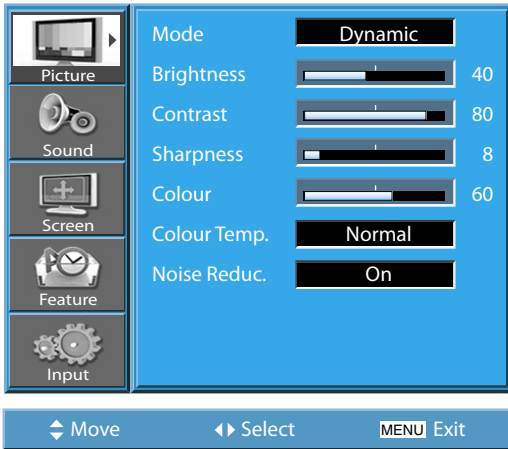 Picture
Sound
Screen
Feature
Input
Mode Dynamic
Brightness 40
Contrast 80
Sharpness 8
Colour 60
Colour Temp. Normal
Noise Reduc. On
Move Select MENU Exit